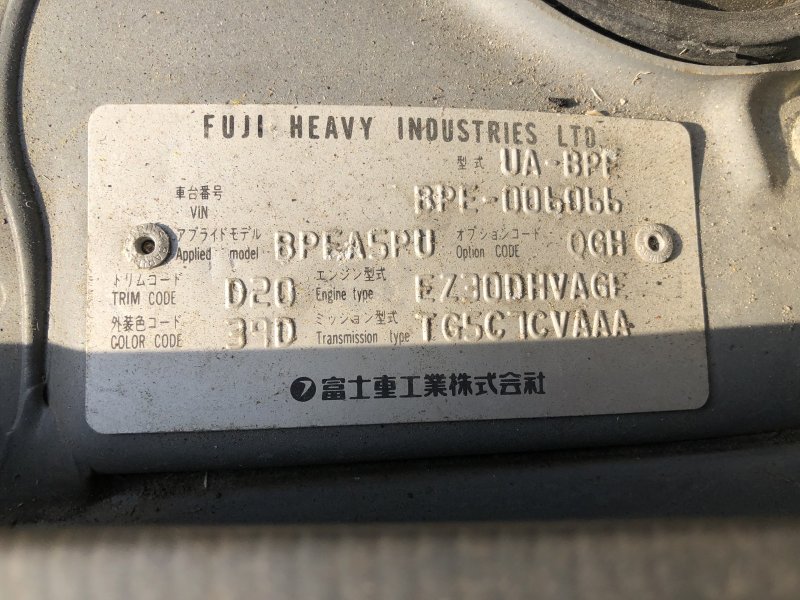 FUJI HEAVY INDUSTRIES LTD.
型式 UA-BPE
車台番号 VIN BPE-006066
アプライドモデル Applied model BPEA5PU オプションコード Option CODE QGH
トリムコード TRIM CODE D20 エンジン型式 Engine type EZ30DHVAGE
外装色コード COLOR CODE 39D ミッション型式 Transmission type TG5C7CVAAA
富士重工業株式会社